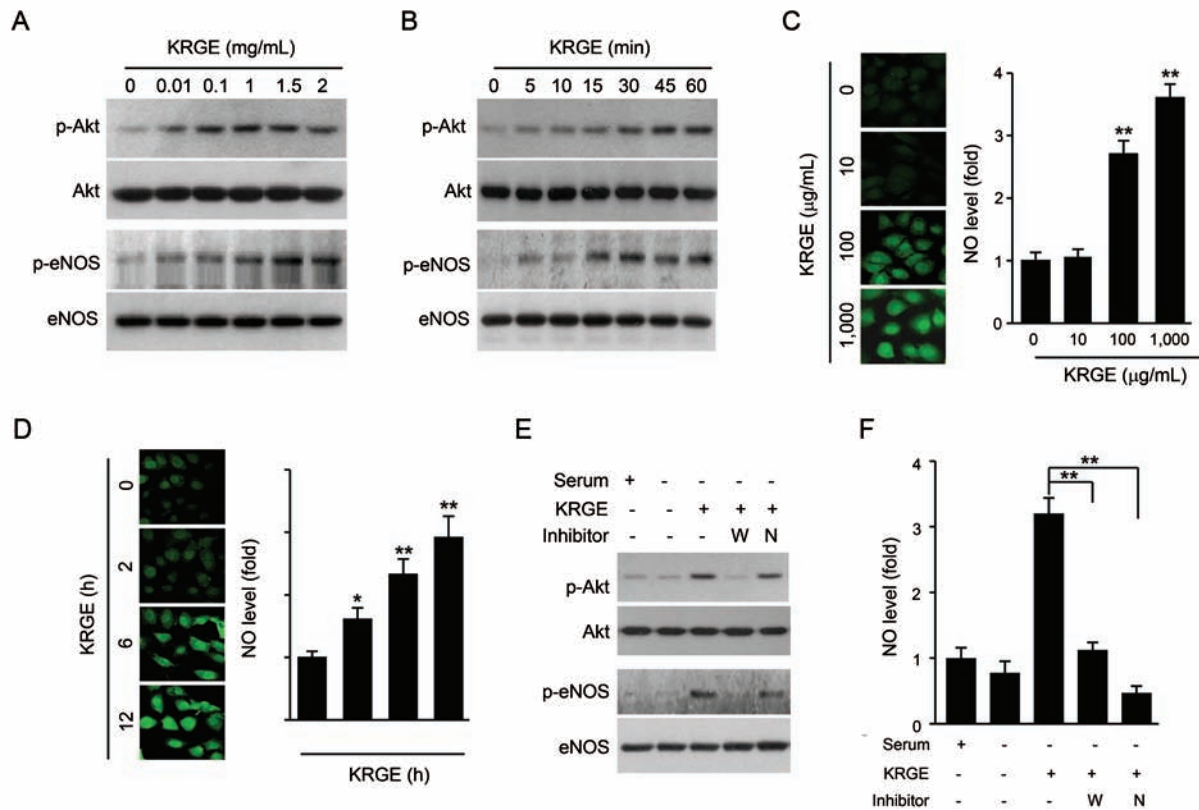 A
KRGE (mg/mL)
0 0.01 0.1 1 1.5 2
p-Akt
Akt
p-eNOS
eNOS
B
KRGE (min)
0 5 10 15 30 45 60
p-Akt
Akt
p-eNOS
eNOS
C
KRGE (μg/mL)
0
10
100
1,000
NO level (fold)
4
3
2
1
0
**
**
0 10 100 1,000
KRGE (μg/mL)
D
KRGE (h)
0
2
6
12
NO level (fold)
*
**
**
KRGE (h)
E
Serum + - - - -
KRGE - - + + +
Inhibitor - - - W N
p-Akt
Akt
p-eNOS
eNOS
F
NO level (fold)
4
3
2
1
0
**
**
Serum + - - - -
KRGE - - + + +
Inhibitor - - - W N